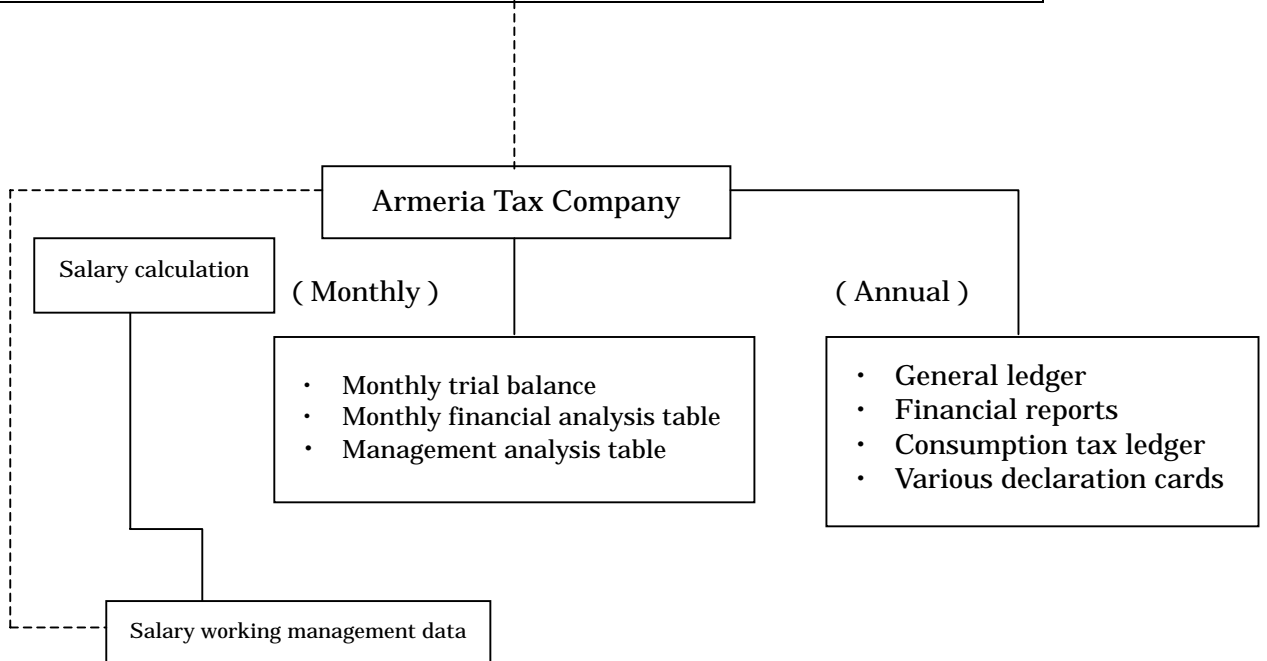 Armeria Tax Company
Salary calculation
( Monthly )
( Annual )
・ Monthly trial balance
・ Monthly financial analysis table
・ Management analysis table
・ General ledger
・ Financial reports
・ Consumption tax ledger
・ Various declaration cards
Salary working management data